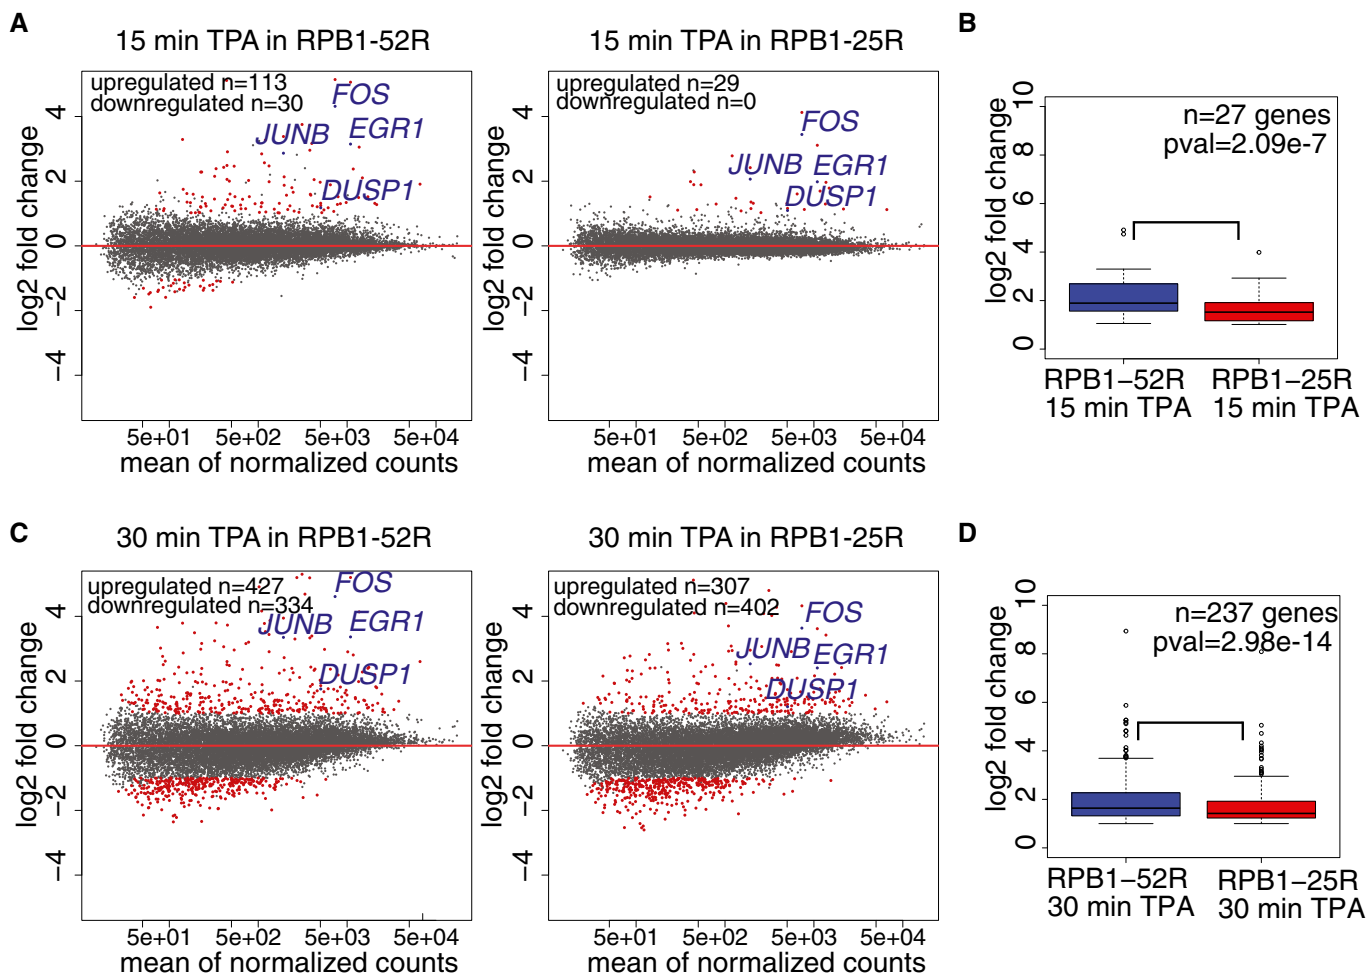 A
15 min TPA in RPB1-52R
15 min TPA in RPB1-25R
B
upregulated n=113
downregulated n=30
FOS
JUNB
EGR1
DUSP1
log2 fold change
4
2
0
−2
−4
5e+01
5e+02
5e+03
5e+04
mean of normalized counts
upregulated n=29
downregulated n=0
FOS
JUNB
EGR1
DUSP1
log2 fold change
4
2
0
−2
−4
5e+01
5e+02
5e+03
5e+04
mean of normalized counts
n=27 genes
pval=2.09e-7
log2 fold change
10
8
6
4
2
0
RPB1−52R
15 min TPA
RPB1−25R
15 min TPA
C
30 min TPA in RPB1-52R
30 min TPA in RPB1-25R
D
upregulated n=427
downregulated n=334
FOS
JUNB
EGR1
DUSP1
log2 fold change
4
2
0
−2
−4
5e+01
5e+02
5e+03
5e+04
mean of normalized counts
upregulated n=307
downregulated n=402
FOS
JUNB
EGR1
DUSP1
log2 fold change
4
2
0
−2
−4
5e+01
5e+02
5e+03
5e+04
mean of normalized counts
n=237 genes
pval=2.98e-14
log2 fold change
10
8
6
4
2
0
RPB1−52R
30 min TPA
RPB1−25R
30 min TPA